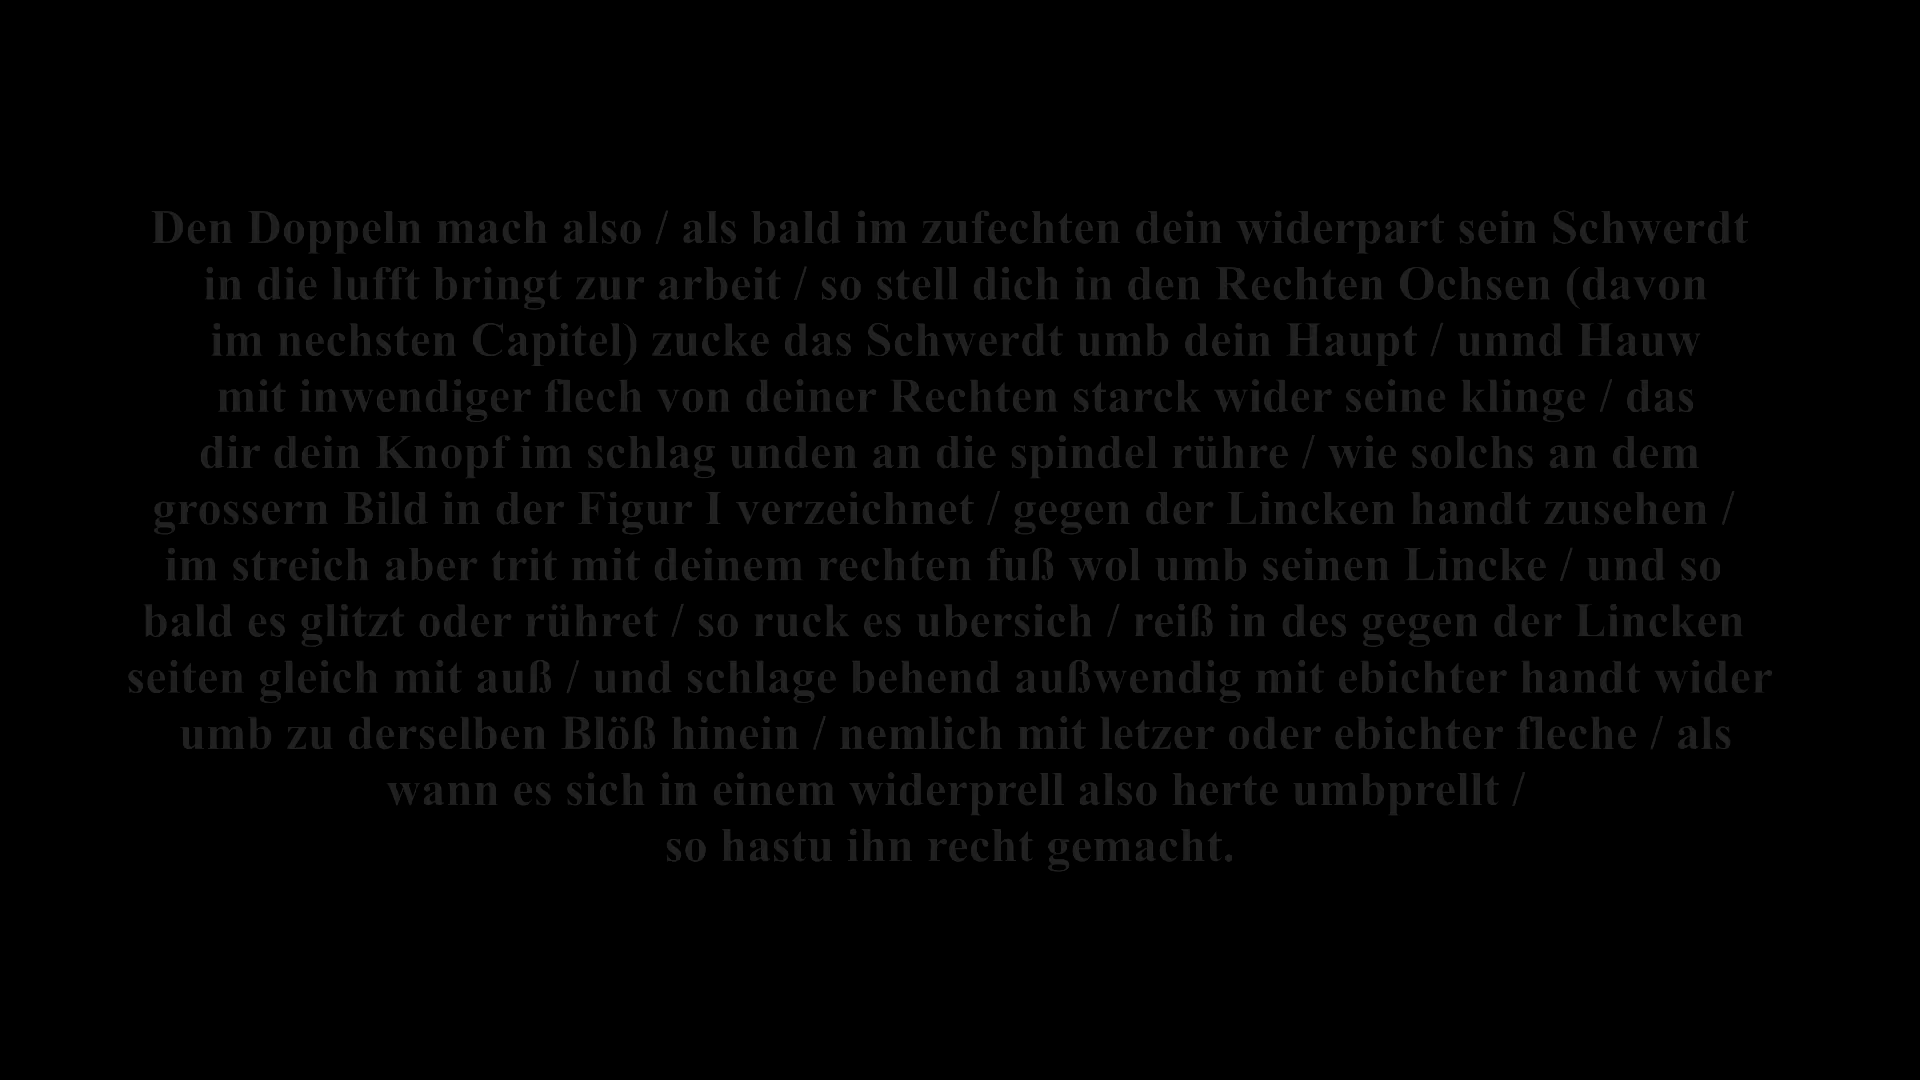 Den Doppeln mach also / als bald im zufechten dein widerpart sein Schwerdt
in die lufft bringt zur arbeit / so stell dich in den Rechten Ochsen (davon
im nechsten Capitel) zucke das Schwerdt umb dein Haupt / unnd Hauw
mit inwendiger flech von deiner Rechten starck wider seine klinge / das
dir dein Knopf im schlag unden an die spindel rühre / wie solchs an dem
grossern Bild in der Figur I verzeichnet / gegen der Lincken handt zusehen /
im streich aber trit mit deinem rechten fuß wol umb seinen Lincke / und so
bald es glitzt oder rühret / so ruck es ubersich / reiß in des gegen der Lincken
seiten gleich mit auß / und schlage behend außwendig mit ebichter handt wider
umb zu derselben Blöß hinein / nemlich mit letzer oder ebichter fleche / als
wann es sich in einem widerprell also herte umbprellt /
so hastu ihn recht gemacht.